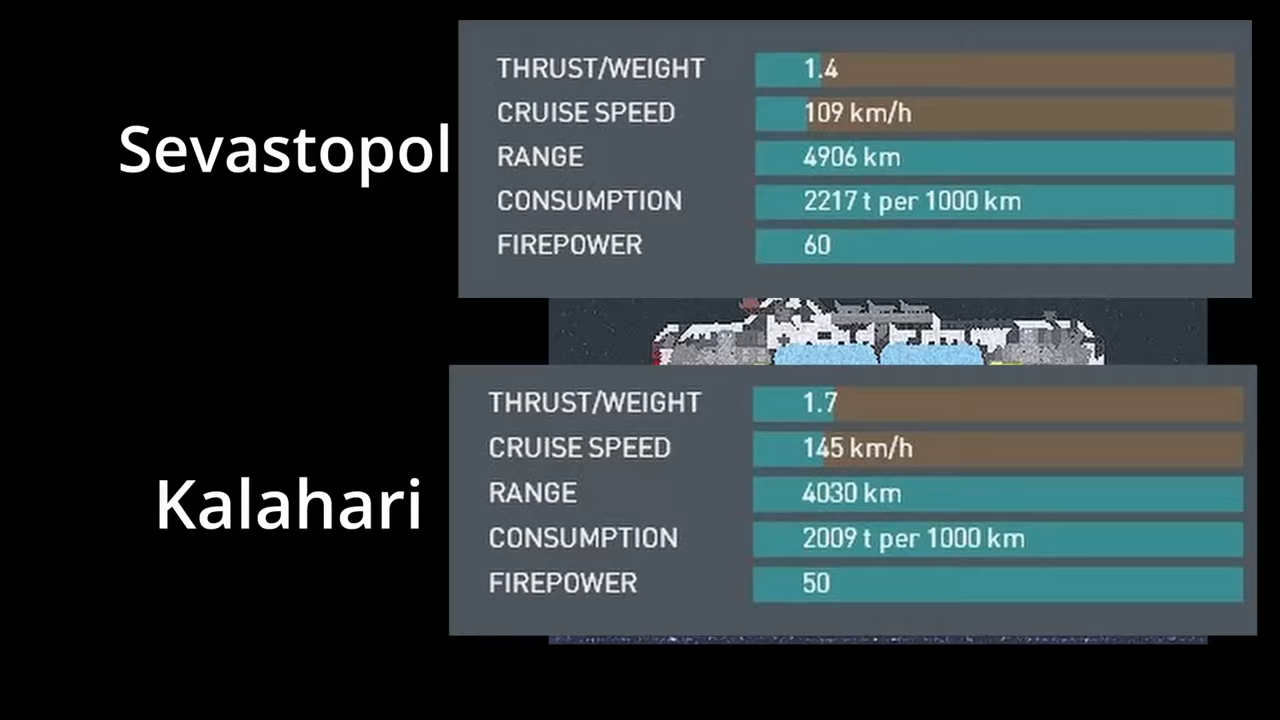 Sevastopol
THRUST/WEIGHT 1.4
CRUISE SPEED 109 km/h
RANGE 4906 km
CONSUMPTION 2217 t per 1000 km
FIREPOWER 60
Kalahari
THRUST/WEIGHT 1.7
CRUISE SPEED 145 km/h
RANGE 4030 km
CONSUMPTION 2009 t per 1000 km
FIREPOWER 50